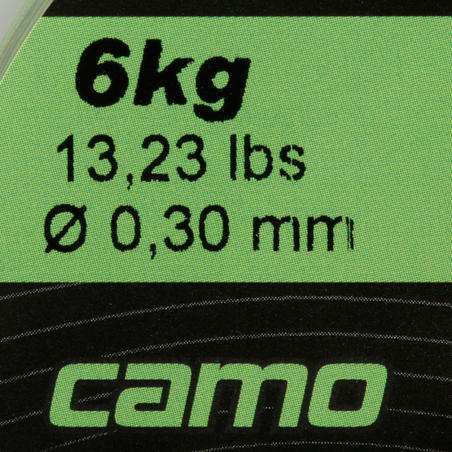 6kg
13,23 lbs
Ø 0,30 mm
camo